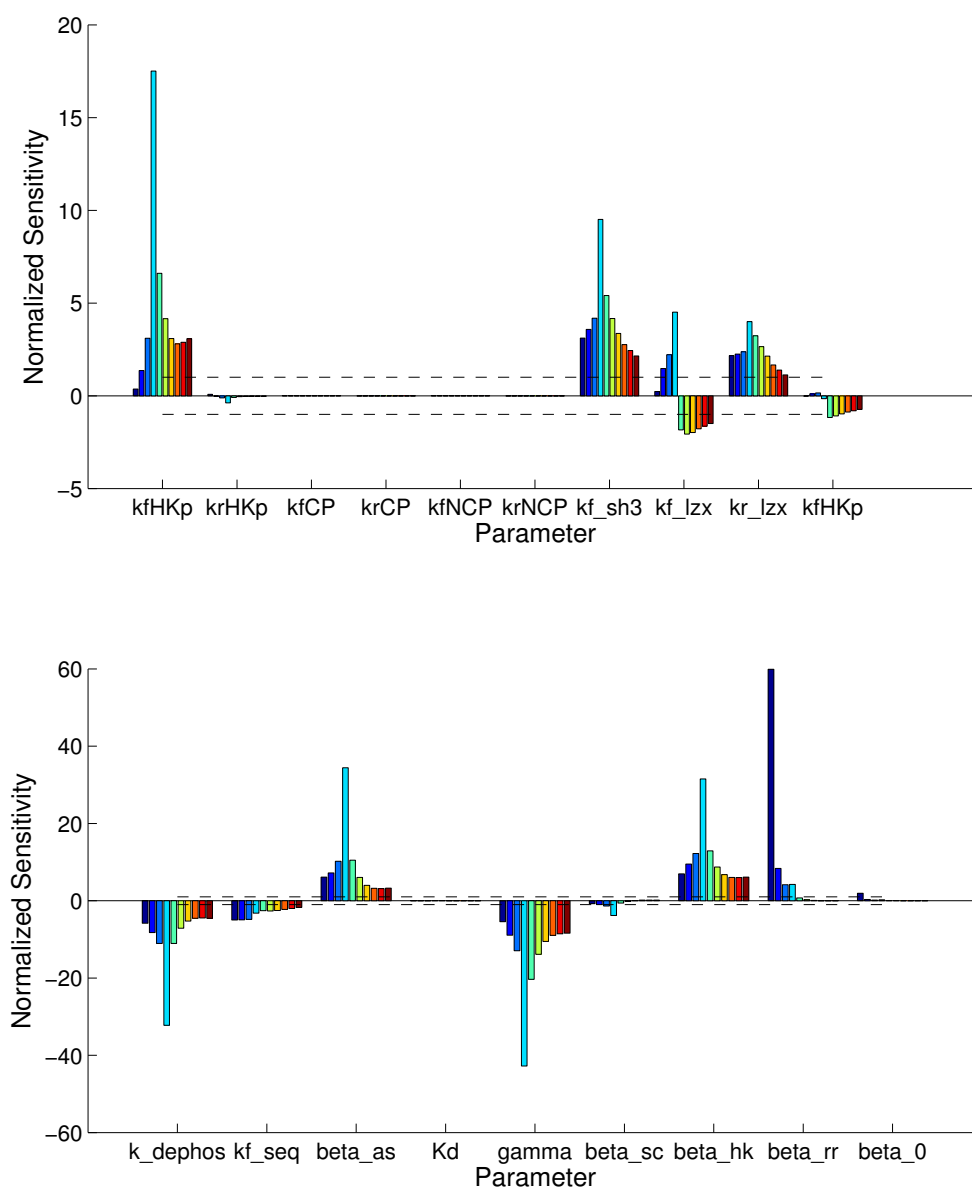 20
15
10
5
0
−5
Normalized Sensitivity
kfHKp krHKp kfCP krCP kfNCP krNCP kf_sh3 kf_lzx kr_lzx kfHKp
Parameter
60
40
20
0
−20
−40
−60
Normalized Sensitivity
k_dephos kf_seq beta_as Kd gamma beta_sc beta_hk beta_rr beta_0
Parameter